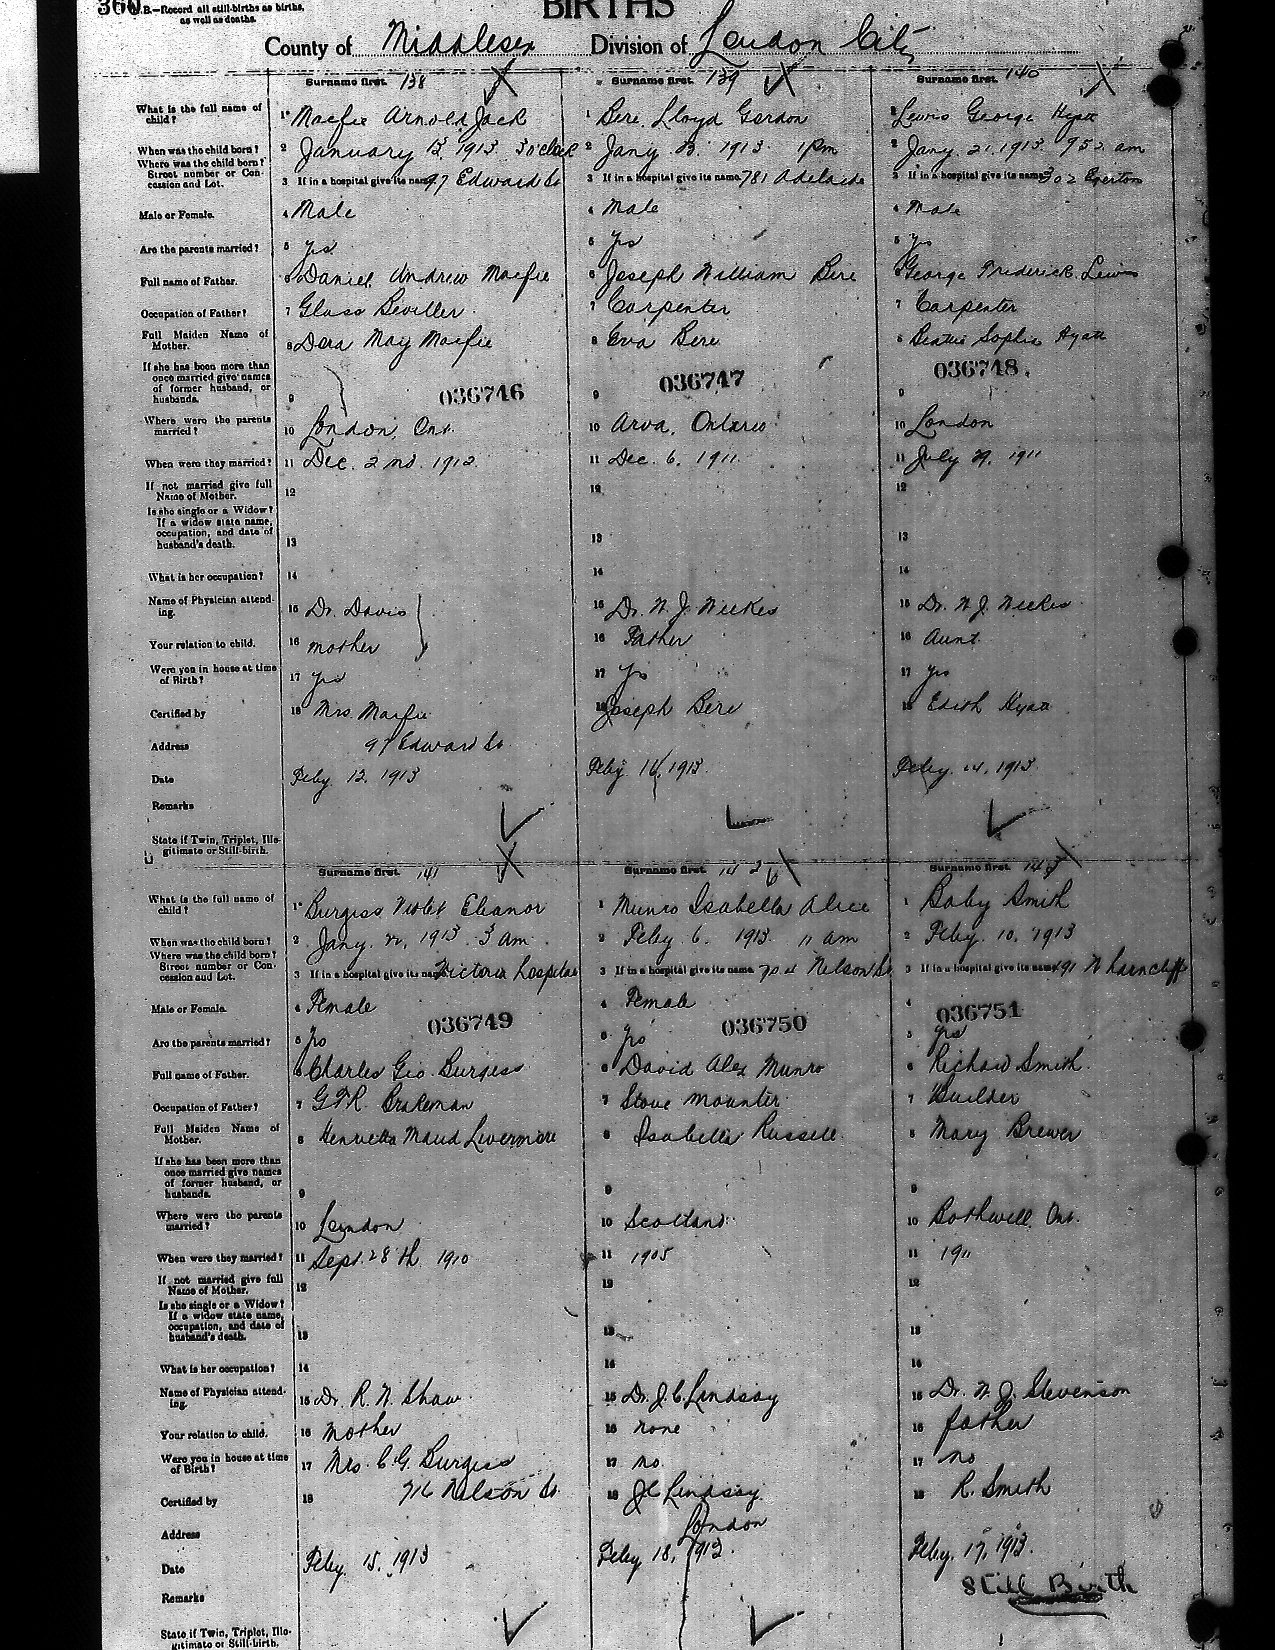 360
N.B.—Record all still-births as births,
as well as deaths.
BIRTHS
County of Middlesex Division of London City
Surname first. 138
Surname first. 139
Surname first. 140
What is the full name of child?
1 Macfie Arnold Jack
1 Bere, Lloyd Gordon
1 Lewis George Hyatt
When was the child born?
2 January 13, 1913 3 o'clock
2 Jany 1913 1 pm
2 Jany. 21. 1913 9 52 am
Where was the child born? Street number or Concession and Lot.
3 If in a hospital give its name 97 Edward St
3 If in a hospital give its name. 781 Adelaide
3 If in a hospital give its name 302 Egerton
Male or Female.
4 Male
4 Male
4 Male
Are the parents married?
5 yes
5 yes
5 yes
Full name of Father.
6 Daniel Andrew Macfie
6 Joseph William Bere
6 George Frederick Lewis
Occupation of Father?
7 Glass Beviller
7 Carpenter
7 Carpenter
Full Maiden Name of Mother.
8 Dora May Macfie
8 Eva Bere
8 Sophia Hyatt
If she has been more than once married give names of former husband, or husbands.
9 036746
9 036747
9 036748
Where were the parents married?
10 London, Ont.
10 Arva, Ontario
10 London
When were they married?
11 Dec. 2nd. 1912
11 Dec. 6, 1911
11 July 1911
If not married give full Name of Mother.
12
12
12
Is she single or a Widow? If a widow state name, occupation, and date of husband's death.
13
13
13
What is her occupation?
14
14
14
Name of Physician attending.
15 Dr. Davis
15 Dr. W. J. Weekes
15 Dr. W. J. Weekes
Your relation to child.
16 mother
16 Father
16 Aunt
Were you in house at time of Birth?
17 yes
17 yes
17 yes
Certified by
18 Mrs. Macfie
18 Joseph Bere
18 Edith Hyatt
Address
97 Edward St.
Date
Feby. 12, 1913
Feby 1913
Feby. 14, 1913
Remarks
State if Twin, Triplet, Illegitimate or Still-birth.
Surname first. 141
Surname first. 142
Surname first. 143
What is the full name of child?
1 Burgess Violet Eleanor
1 Munro Isabella Alice
1 Baby Smith
When was the child born?
2 Jany. 22, 1913 3 am
2 Feby 6. 1913 11 am
2 Feby. 10, 1913
Where was the child born? Street number or Concession and Lot.
3 If in a hospital give its name Victoria hospital
3 If in a hospital give its name 704 Nelson St
3 If in a hospital give its name 191 Wharncliffe
Male or Female.
4 Female
4 Female
4
036749
036750
036751
Are the parents married?
5 yes
5 yes
5 yes
Full name of Father.
6 Charles Geo. Burgess
6 David Alex Munro
6 Richard Smith
Occupation of Father?
7 G.T.R. Brakeman
7 Stove mounter
7 Builder
Full Maiden Name of Mother.
8 Henrietta Maud Livermore
8 Isabella Russell
8 Mary Brewer
If she has been more than once married give names of former husband, or husbands.
9
9
9
Where were the parents married?
10 London
10 Scotland
10 Bothwell, Ont.
When were they married?
11 Sept. 28th. 1910
11 1905
11 1911
If not married give full Name of Mother.
12
12
12
Is she single or a Widow? If a widow state name, occupation, and date of husband's death.
13
13
13
What is her occupation?
14
14
14
Name of Physician attending.
15 Dr. R. W. Shaw
15 Dr. J. C. Lindsay
15 Dr. W. J. Stevenson
Your relation to child.
16 mother
16 none
16 father
Were you in house at time of Birth?
17 Mrs. C. G. Burgess
17 no
17 no
Certified by
18 716 Nelson St.
18 J C Lindsay
18 R. Smith
Address
London
Date
Feby. 15, 1913
Feby 18, 1913.
Feby. 17, 1913.
Remarks
Still Birth
State if Twin, Triplet, Illegitimate or Still-birth.